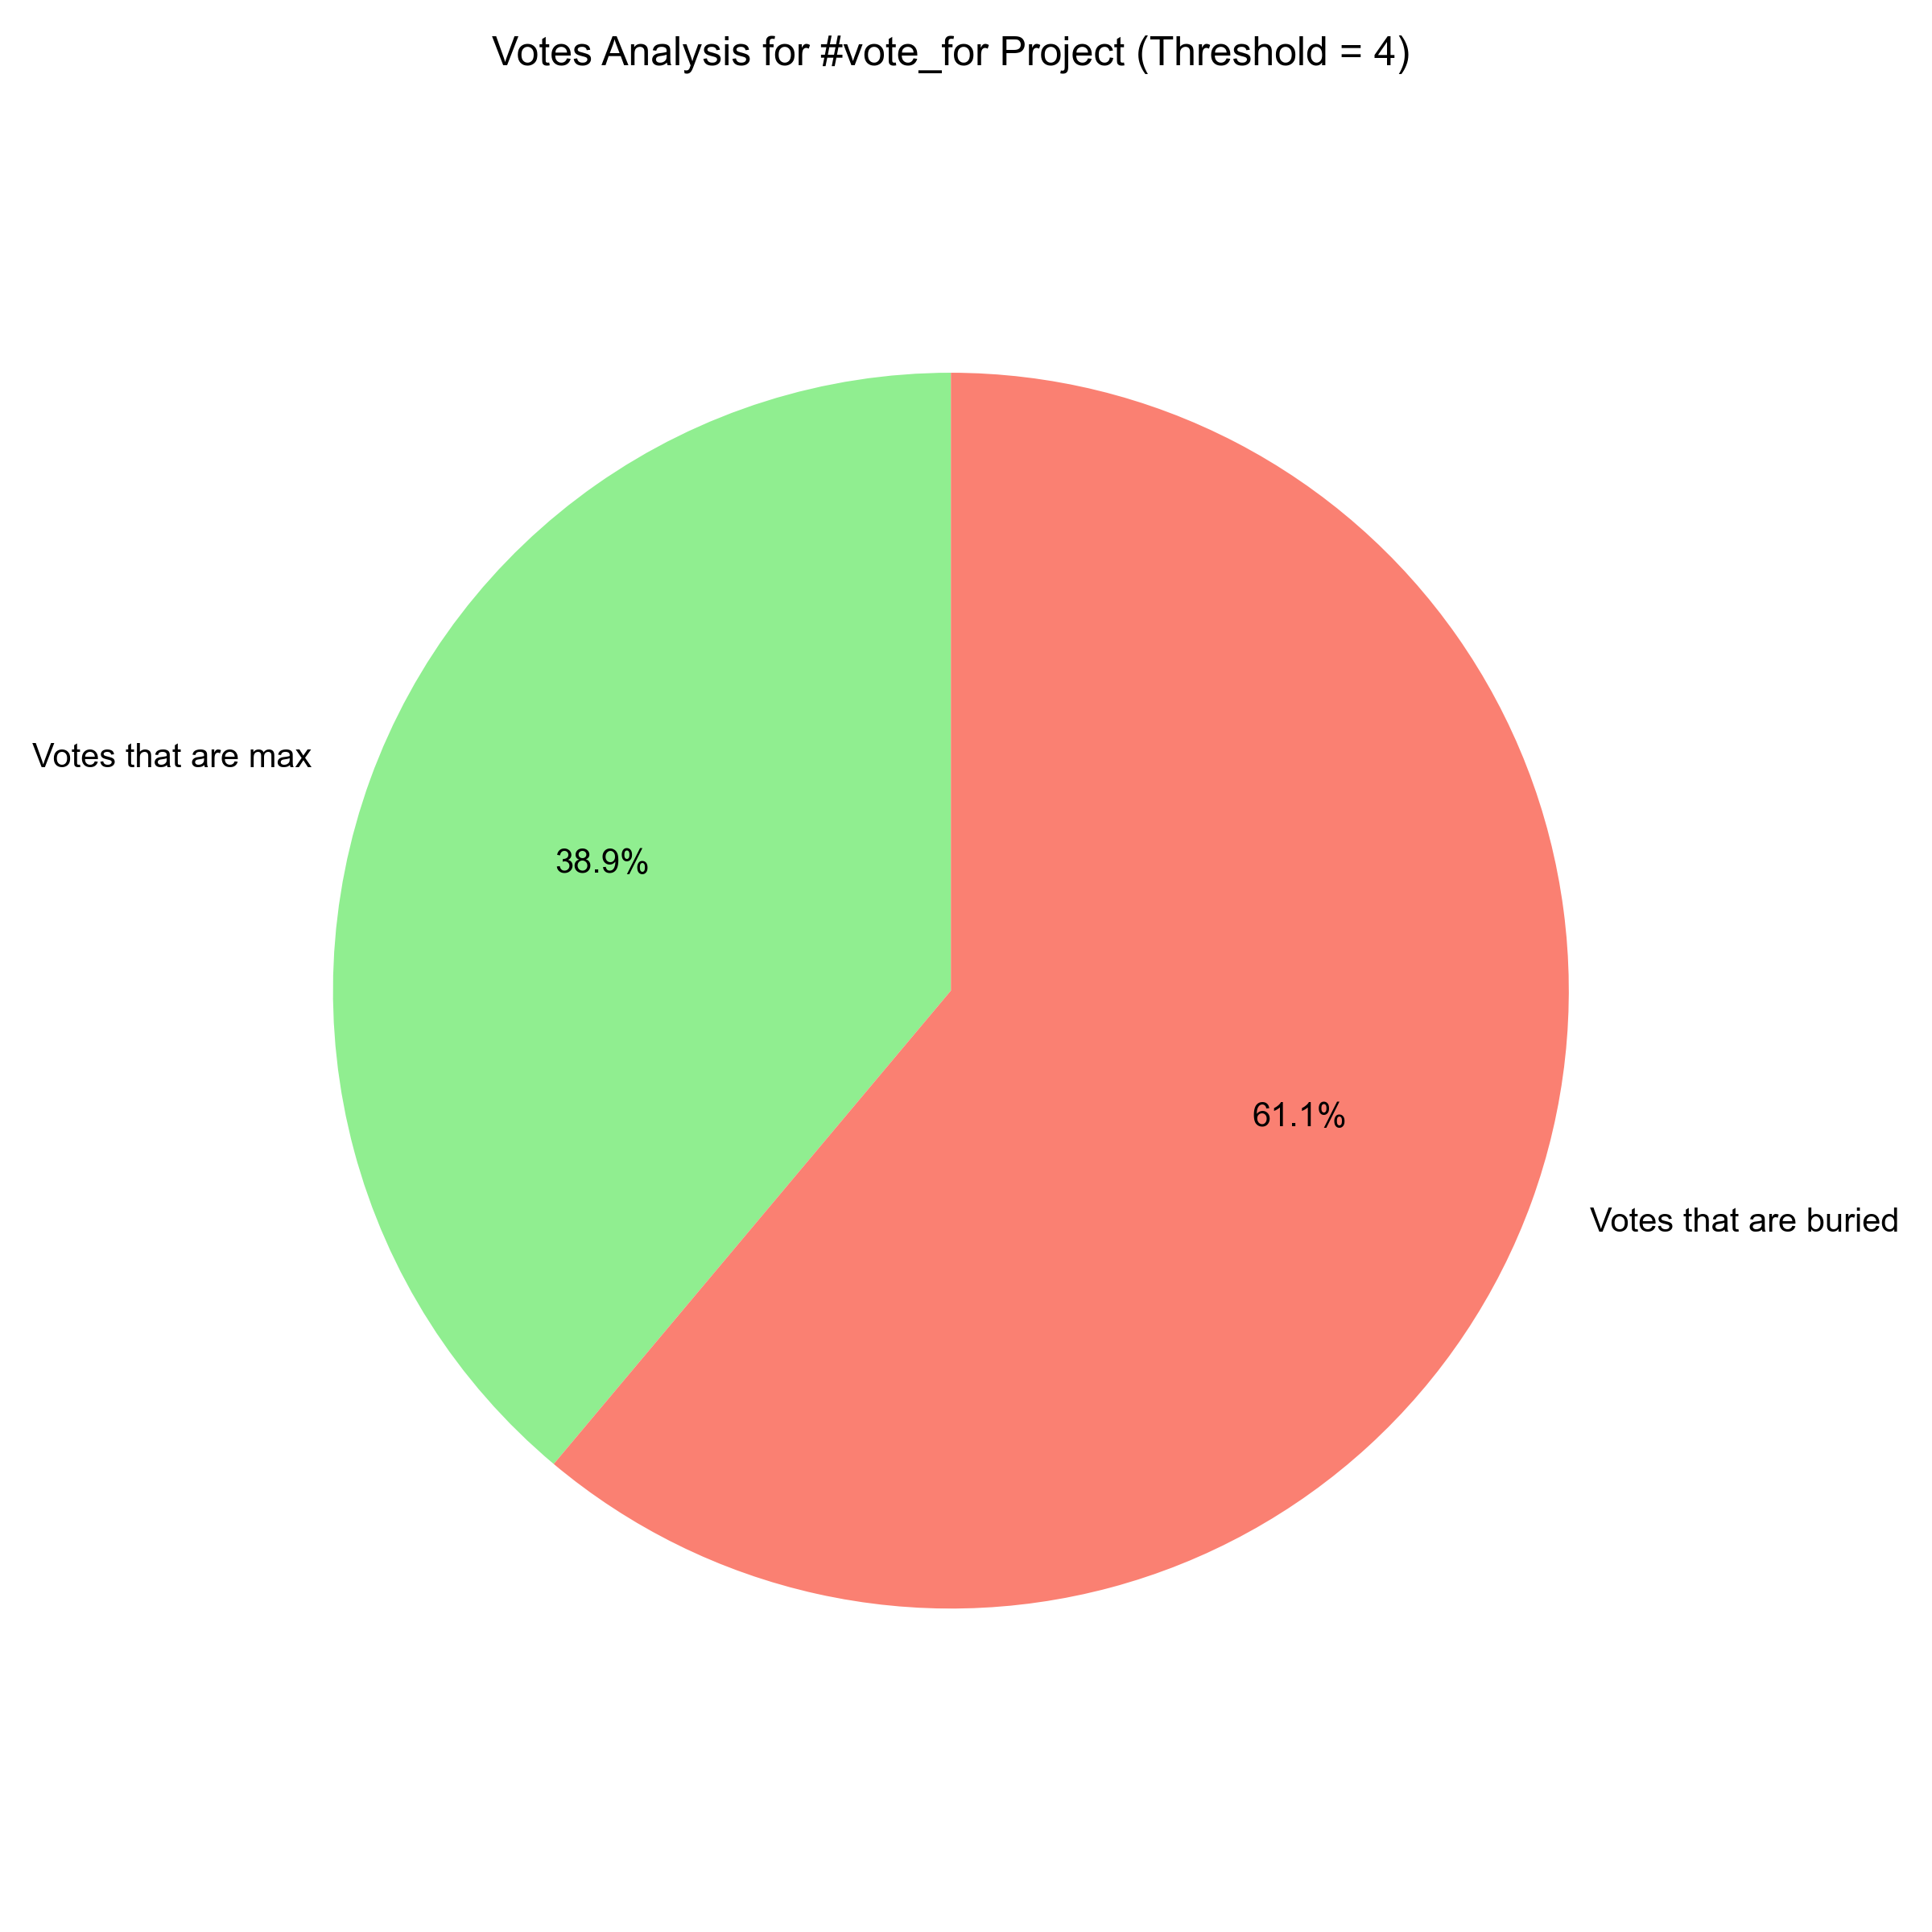 Votes Analysis for #vote_for Project (Threshold = 4)
Votes that are max
38.9%
61.1%
Votes that are buried